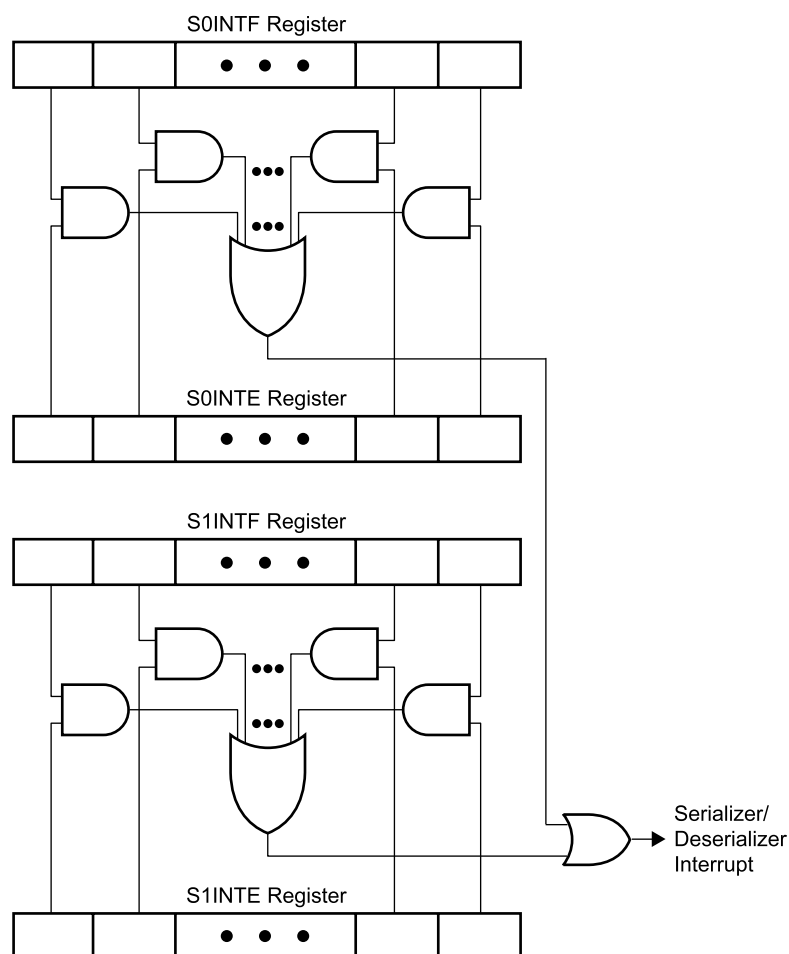 S0INTF Register
S0INTE Register
S1INTF Register
Serializer/
Deserializer
Interrupt
S1INTE Register